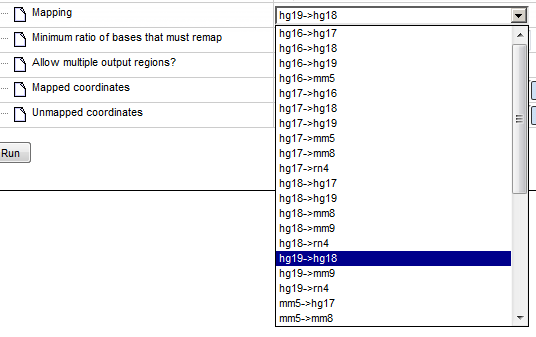 Mapping
hg19->hg18
Minimum ratio of bases that must remap
Allow multiple output regions?
Mapped coordinates
Unmapped coordinates
Run
hg16->hg17
hg16->hg18
hg16->hg19
hg16->mm5
hg17->hg16
hg17->hg18
hg17->hg19
hg17->mm5
hg17->mm8
hg17->rn4
hg18->hg17
hg18->hg19
hg18->mm8
hg18->mm9
hg18->rn4
hg19->hg18
hg19->mm9
hg19->rn4
mm5->hg17
mm5->mm8